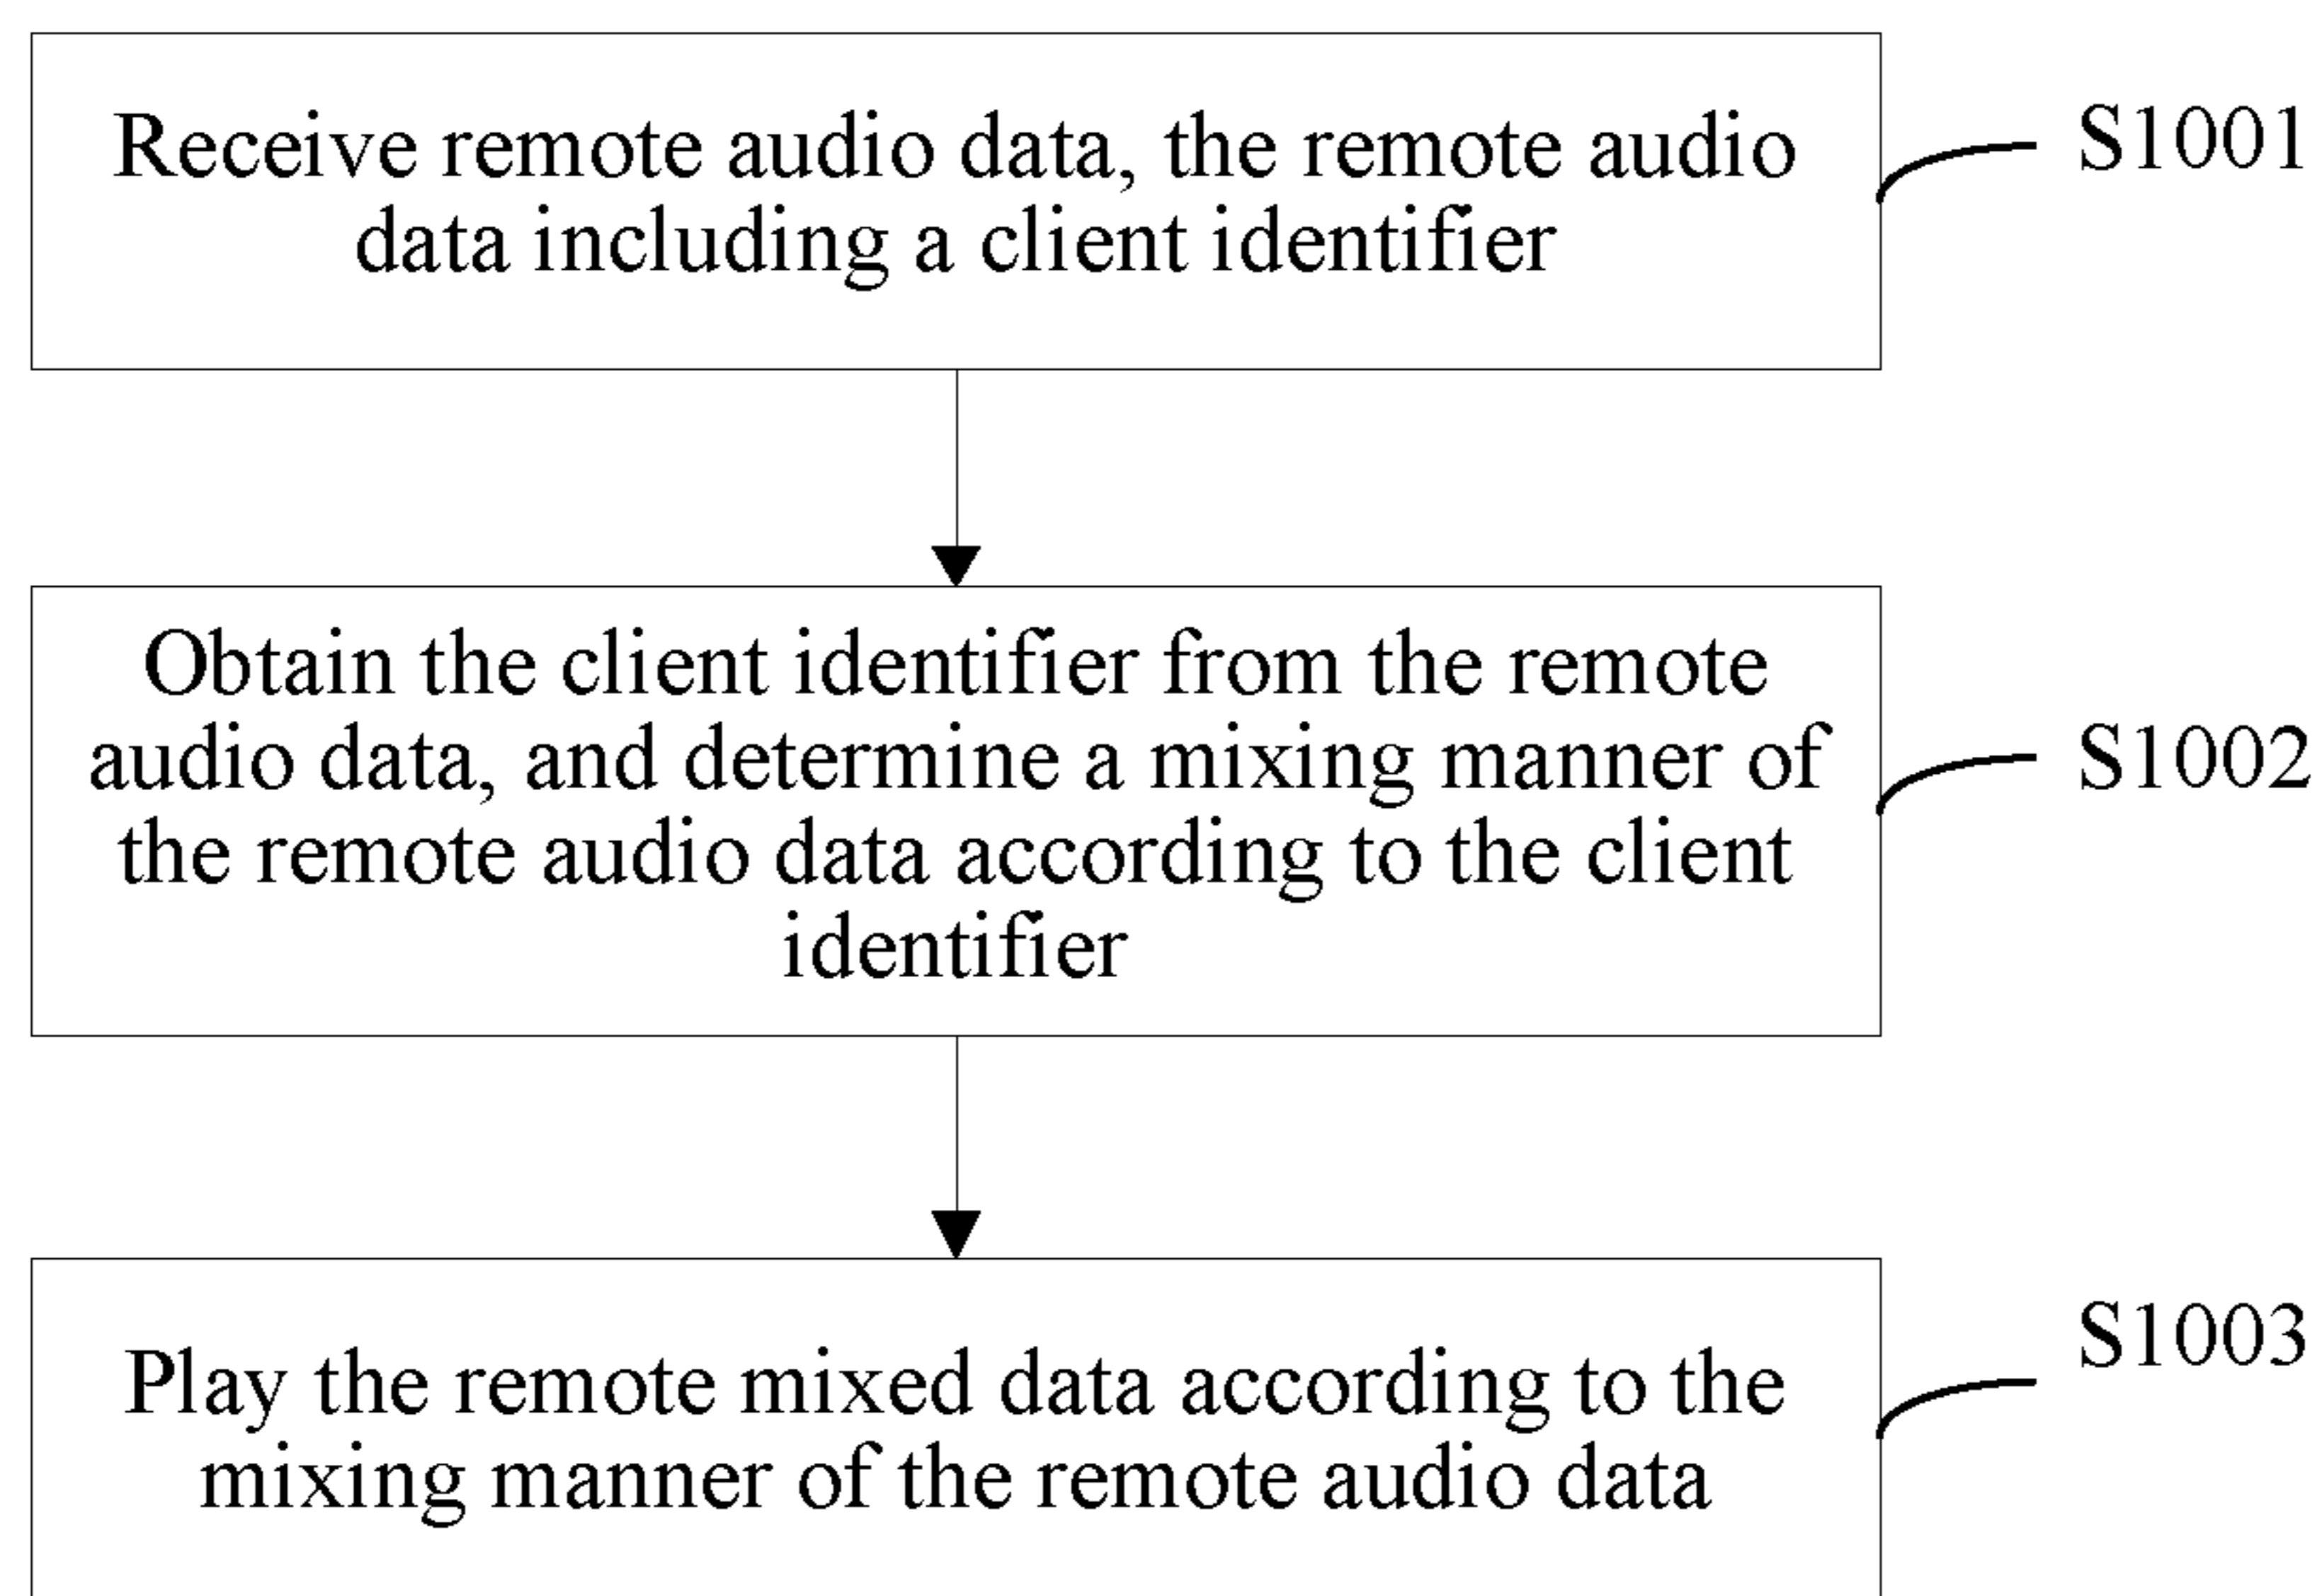 Receive remote audio data, the remote audio
data including a client identifier
S1001
Obtain the client identifier from the remote
audio data, and determine a mixing manner of
the remote audio data according to the client
identifier
S1002
Play the remote mixed data according to the
mixing manner of the remote audio data
S1003